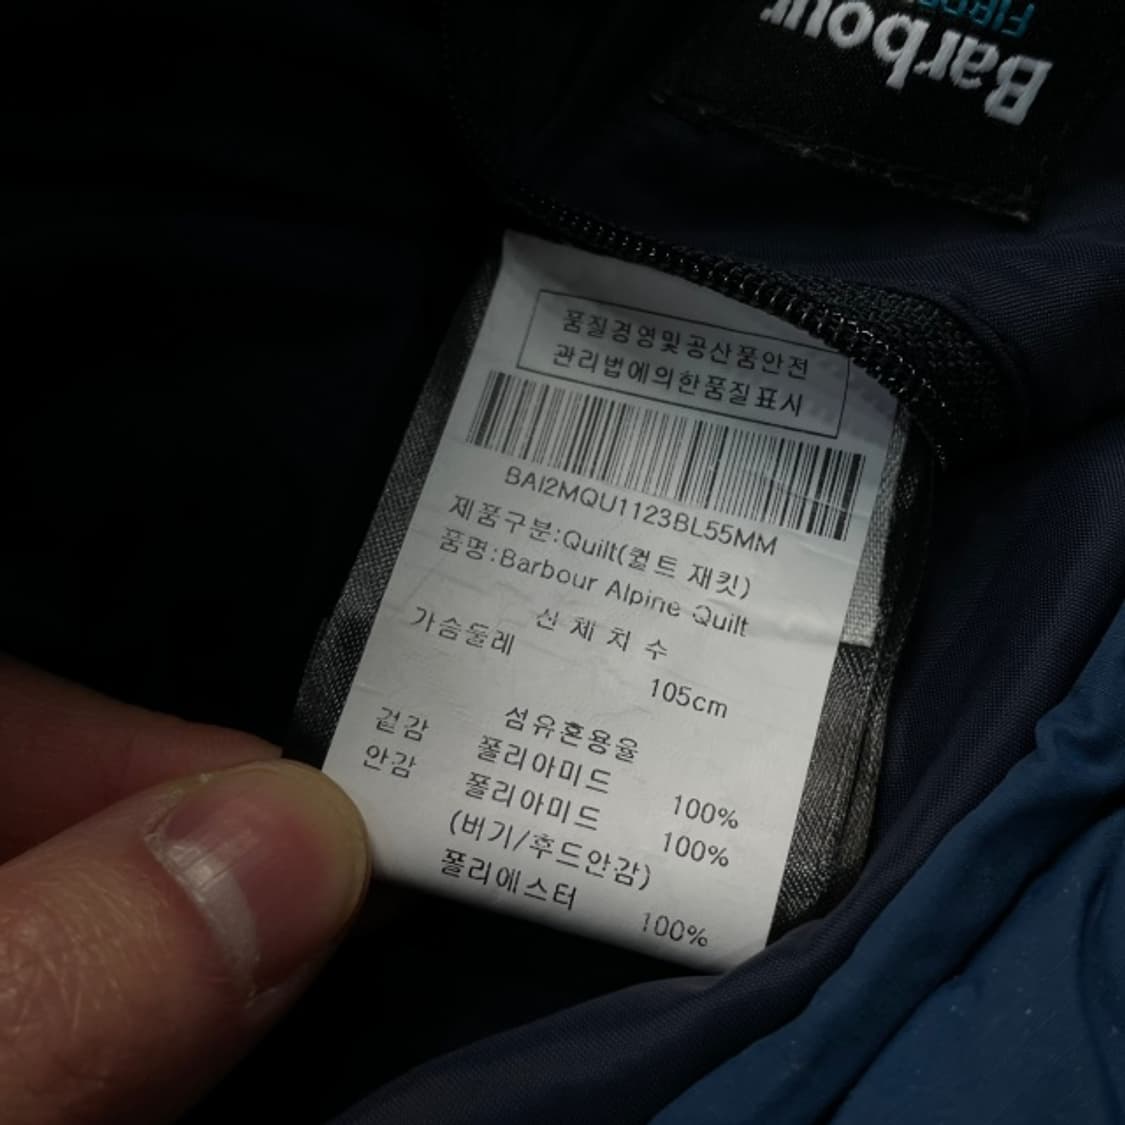 Barbour
품질경영및공산품안전
관리법에의한품질표시
BAI2MQU1123BL55MM
제품구분:Quilt(퀼트 재킷)
품명:Barbour Alpine Quilt
신 체 치 수
가슴둘레
105cm
섬유혼용율
겉감 폴리아미드 100%
안감 폴리아미드 100%
(버기/후드안감)
폴리에스터 100%